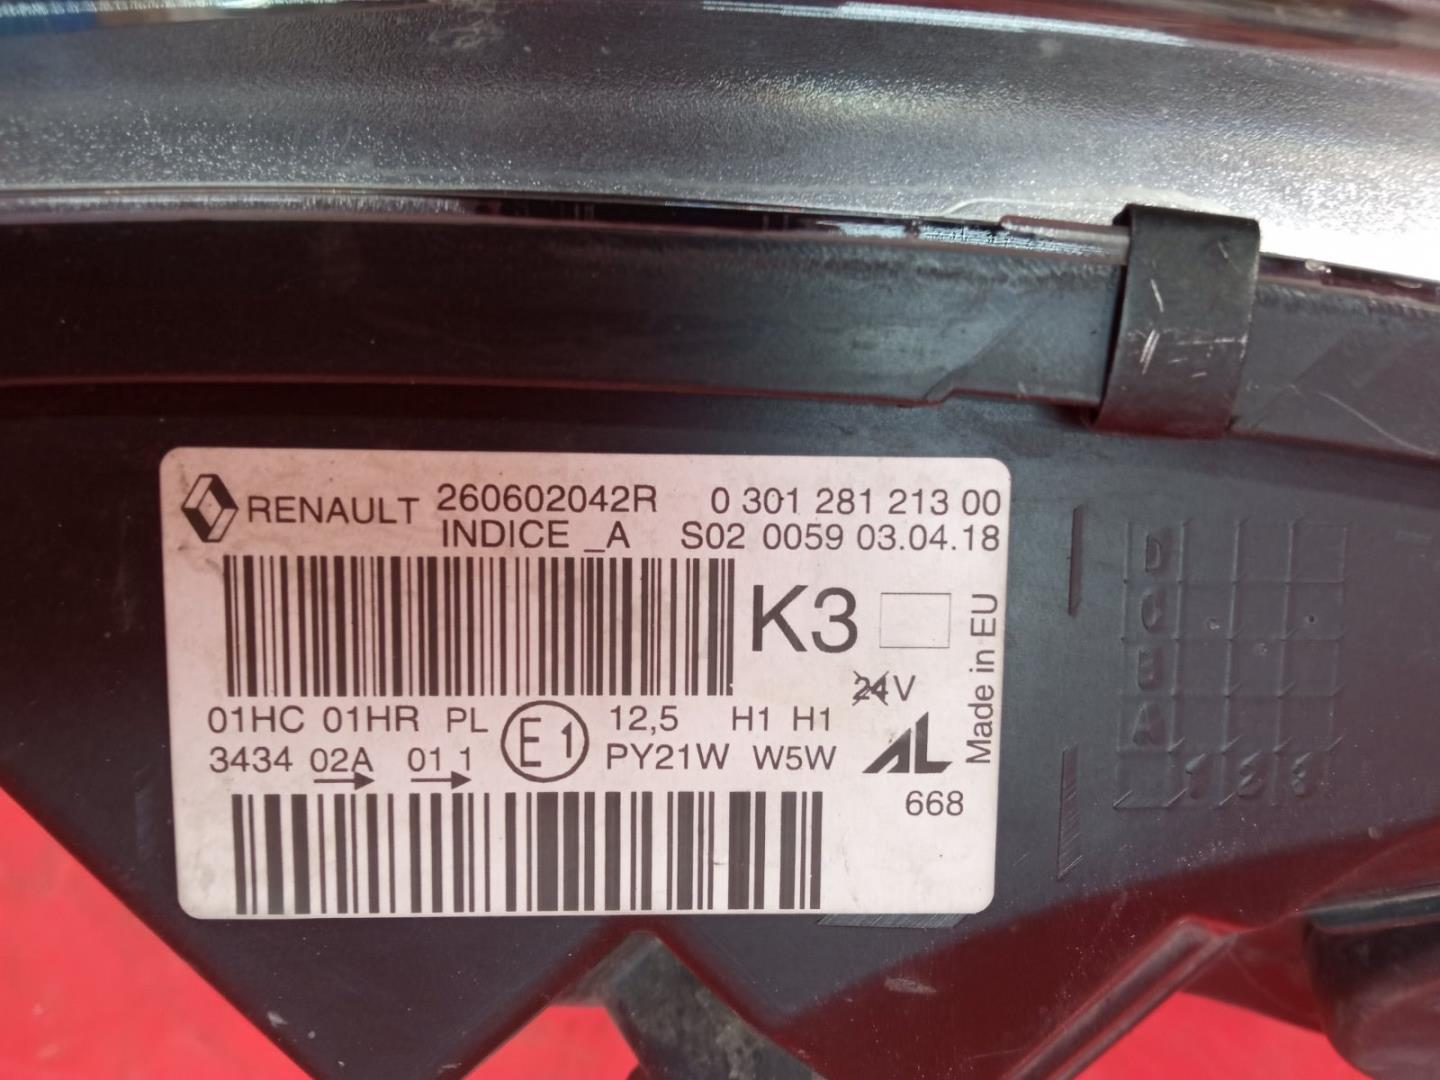 RENAULT 260602042R 0 301 281 213 00
INDICE _A S02 0059 03.04.18
K3
Made in EU
24V
01HC 01HR PL E1 12,5 H1 H1
3434 02A 01 1 PY21W W5W AL
668
D
C
B
A